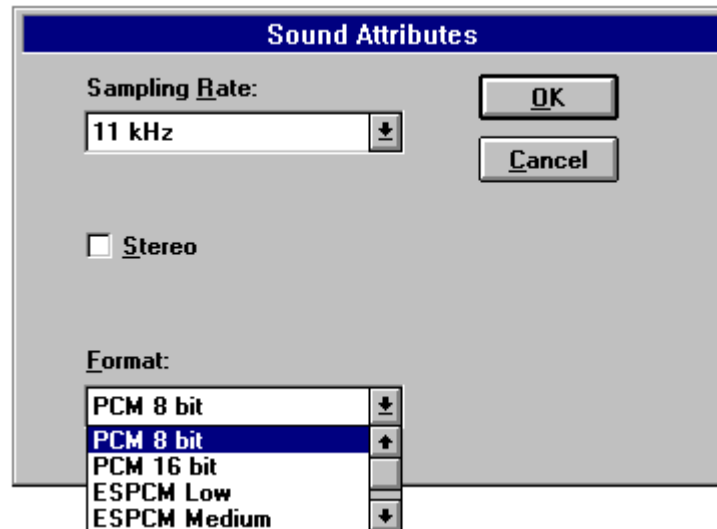 Sound Attributes
Sampling Rate:
OK
11 kHz
Cancel
Stereo
Format:
PCM 8 bit
PCM 8 bit
PCM 16 bit
ESPCM Low
ESPCM Medium